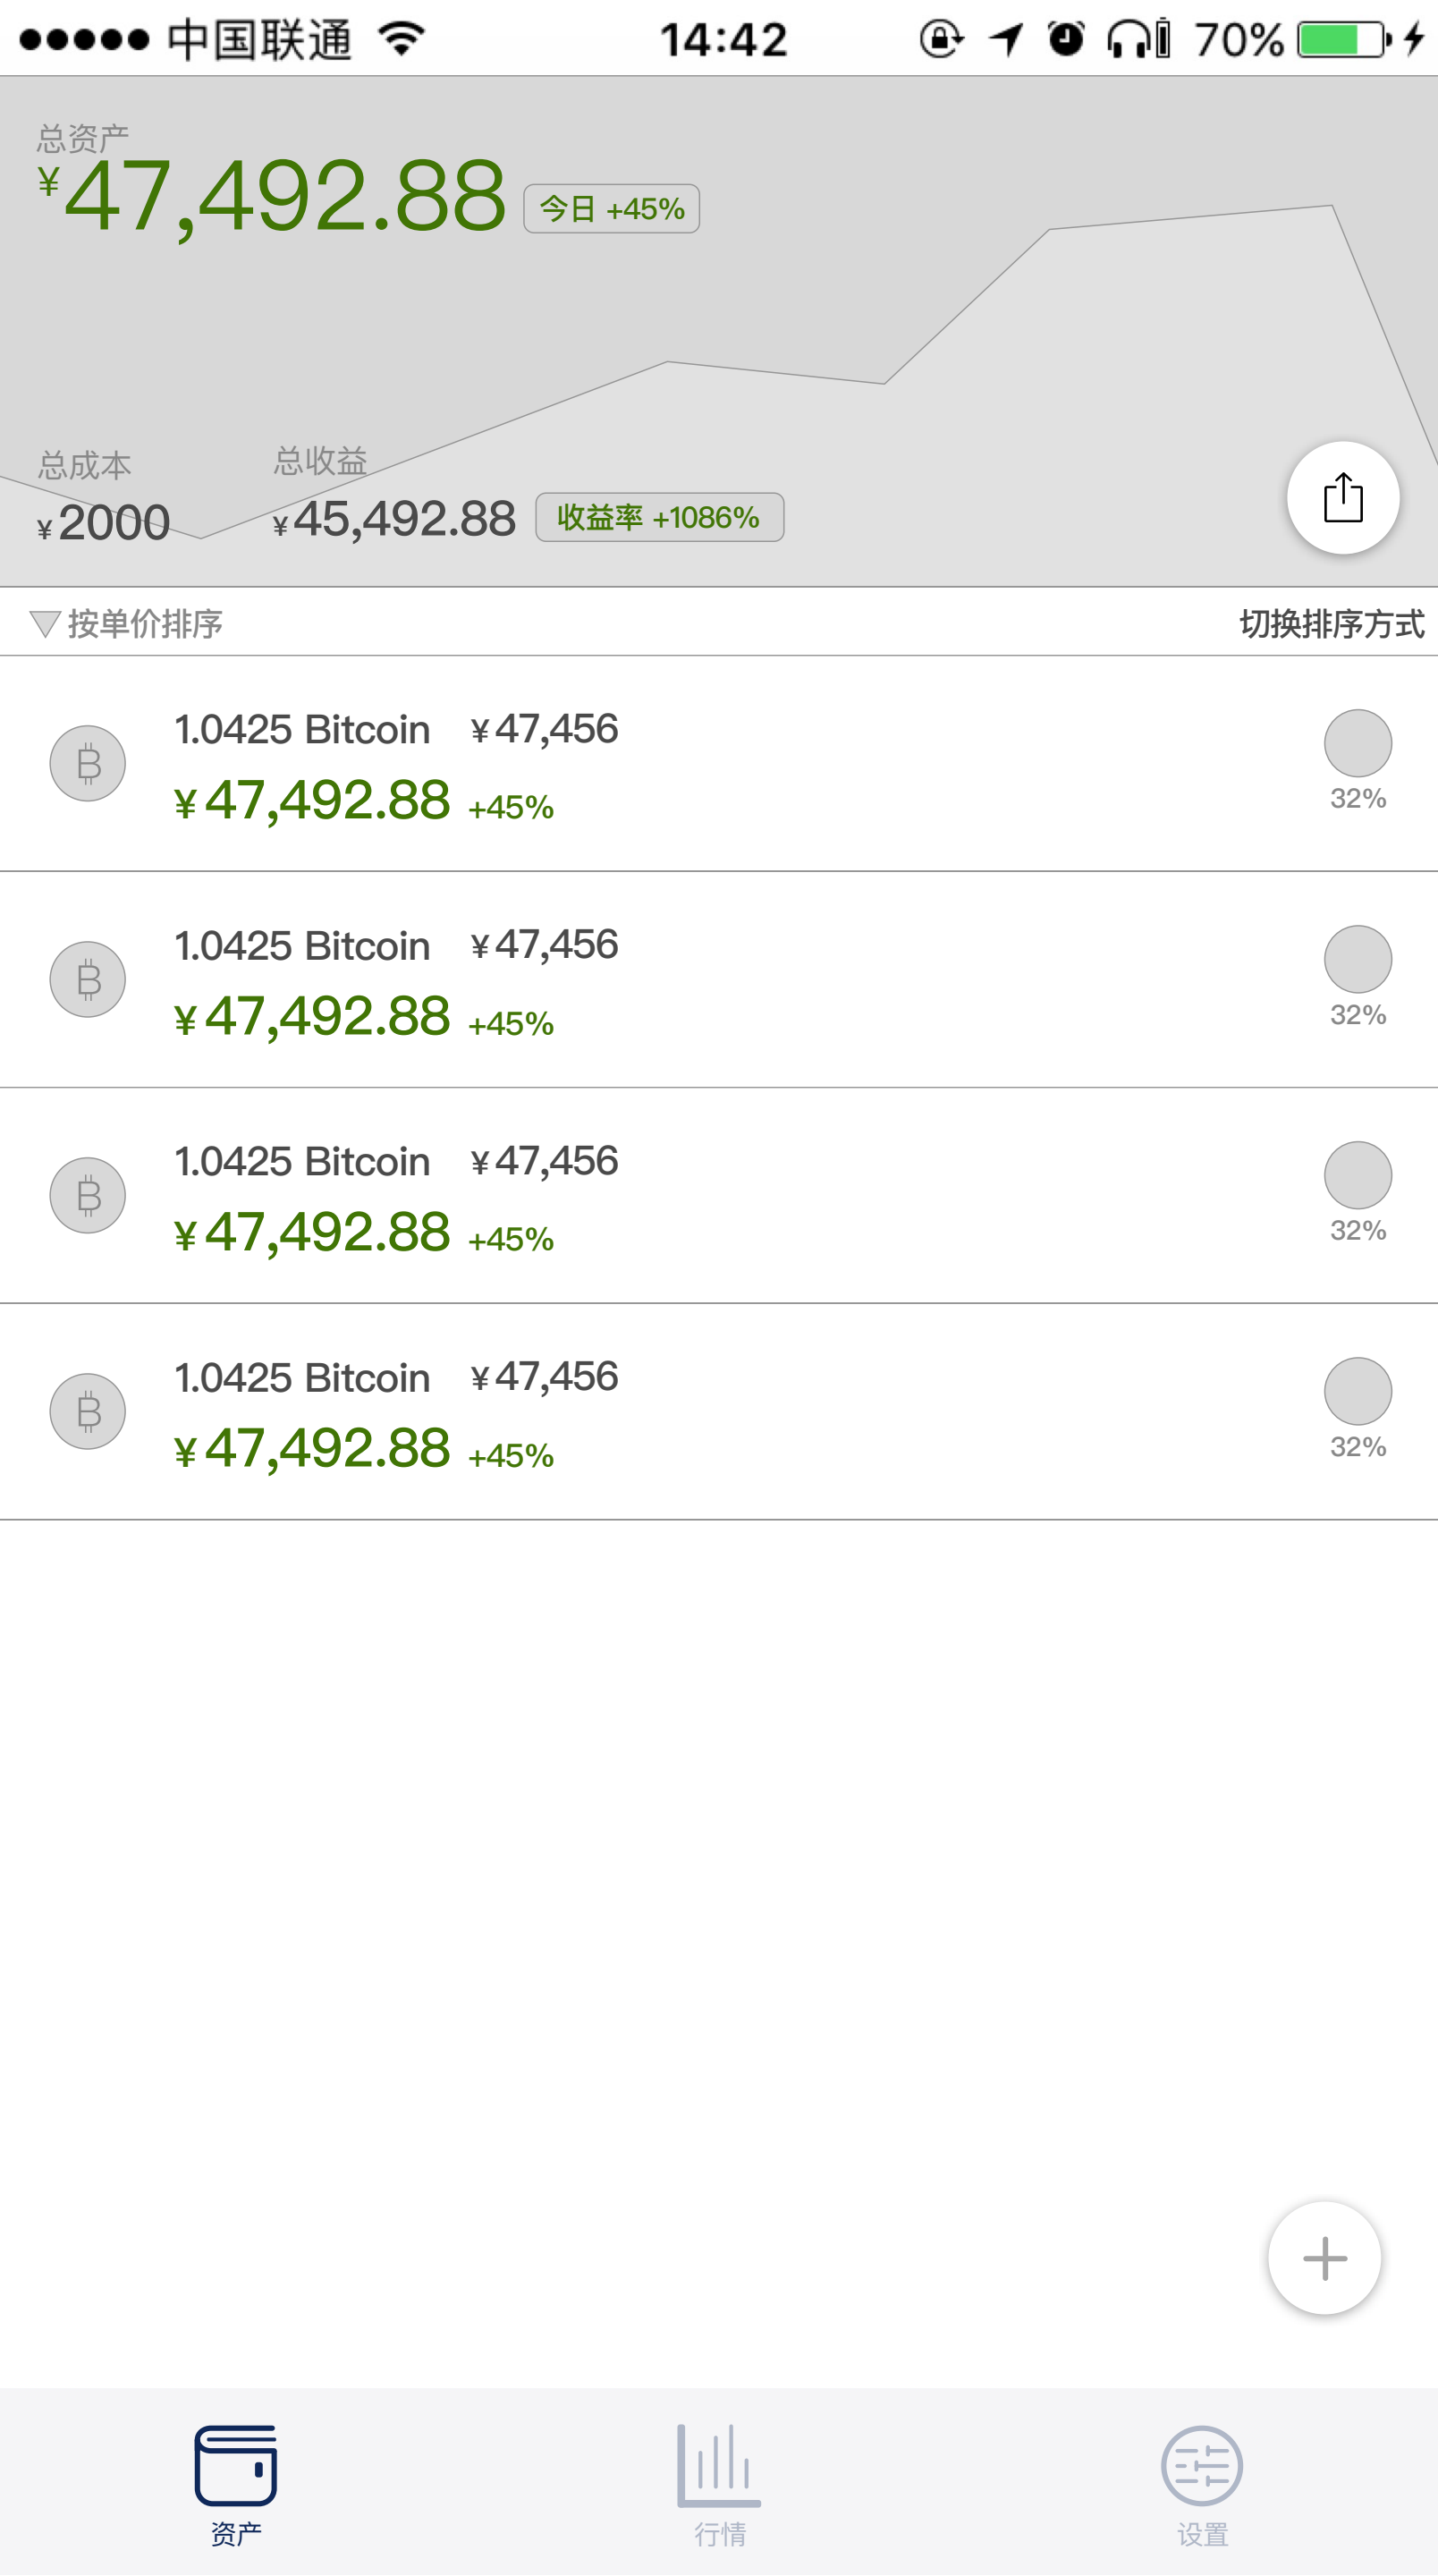 中国联通 14:42 70%
总资产
¥47,492.88 今日 +45%
总成本 总收益
¥2000 ¥45,492.88 收益率 +1086%
按单价排序 切换排序方式
1.0425 Bitcoin ¥47,456
¥47,492.88 +45% 32%
1.0425 Bitcoin ¥47,456
¥47,492.88 +45% 32%
1.0425 Bitcoin ¥47,456
¥47,492.88 +45% 32%
1.0425 Bitcoin ¥47,456
¥47,492.88 +45% 32%
资产 行情 设置